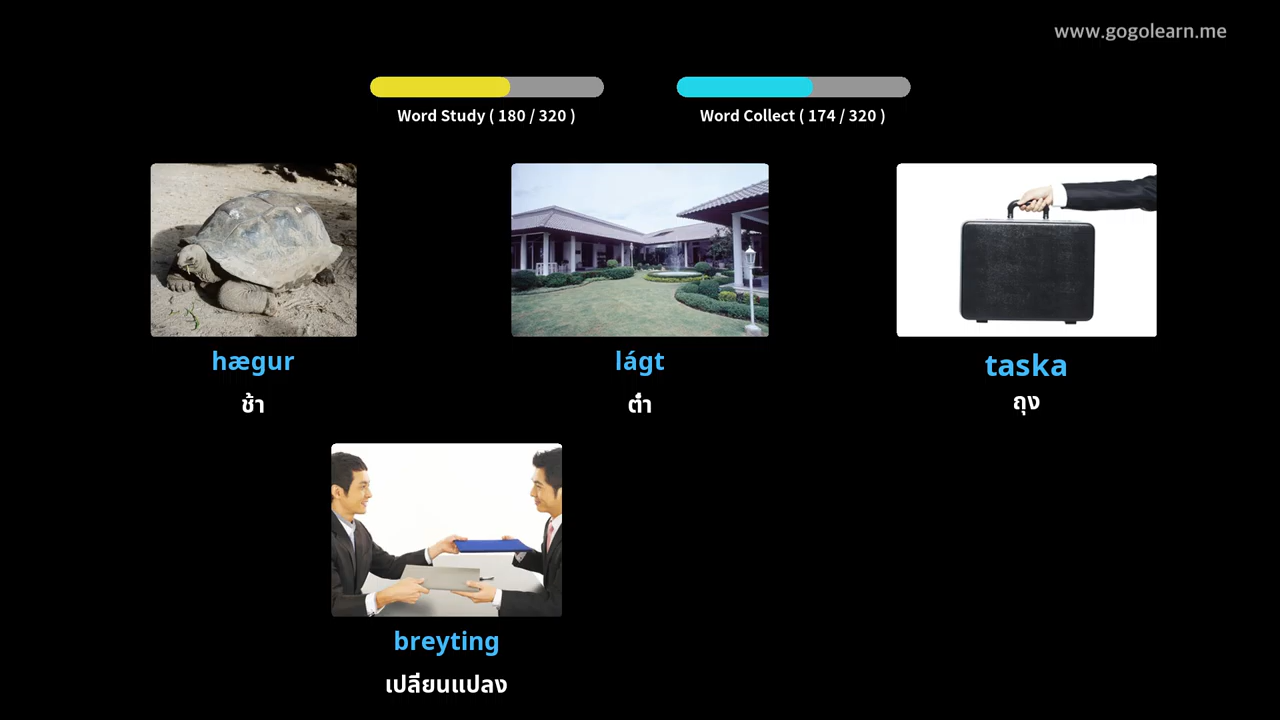 www.gogolearn.me
Word Study ( 180 / 320 )
Word Collect ( 174 / 320 )
hægur
ช้า
lágt
ต่ำ
taska
ถุง
breyting
เปลี่ยนแปลง